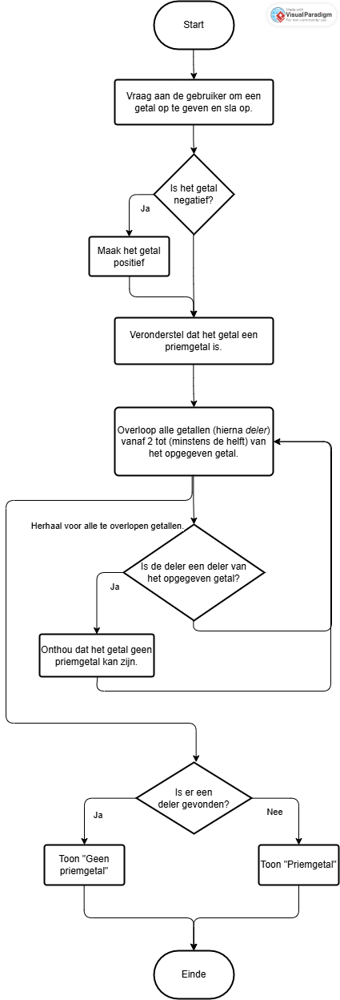 Made with
VisualParadigm
For non-commercial use
Start
Vraag aan de gebruiker om een
getal op te geven en sla op.
Is het getal
negatief?
Ja
Maak het getal
positief
Veronderstel dat het getal een
priemgetal is.
Overloop alle getallen (hierna deler)
vanaf 2 tot (minstens de helft) van
het opgegeven getal.
Herhaal voor alle te overlopen getallen.
Is de deler een deler van
het opgegeven getal?
Ja
Onthou dat het getal geen
priemgetal kan zijn.
Is er een
deler gevonden?
Ja
Nee
Toon "Geen
priemgetal"
Toon "Priemgetal"
Einde